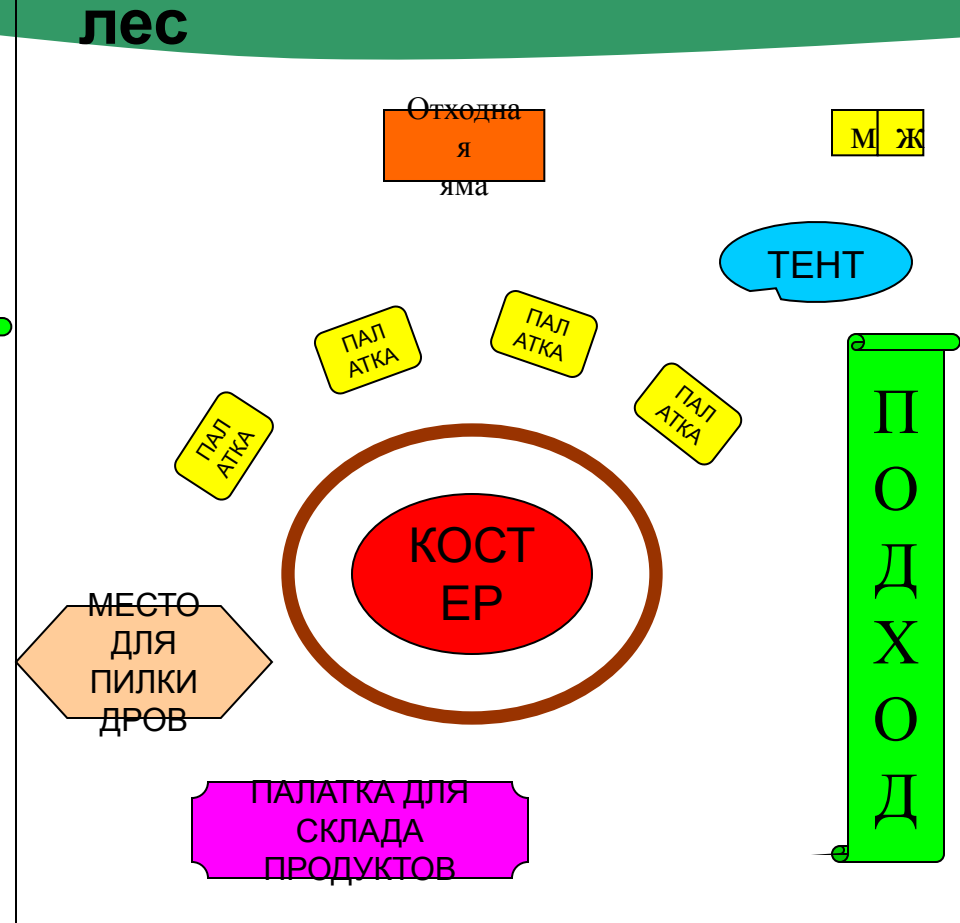 лес
Отходна
я
яма
м ж
ТЕНТ
ПАЛ
АТКА
ПАЛ
АТКА
ПАЛ
АТКА
ПАЛ
АТКА
КОСТ
ЕР
П
О
Д
Х
О
Д
МЕСТО
ДЛЯ
ПИЛКИ
ДРОВ
ПАЛАТКА ДЛЯ
СКЛАДА
ПРОДУКТОВ